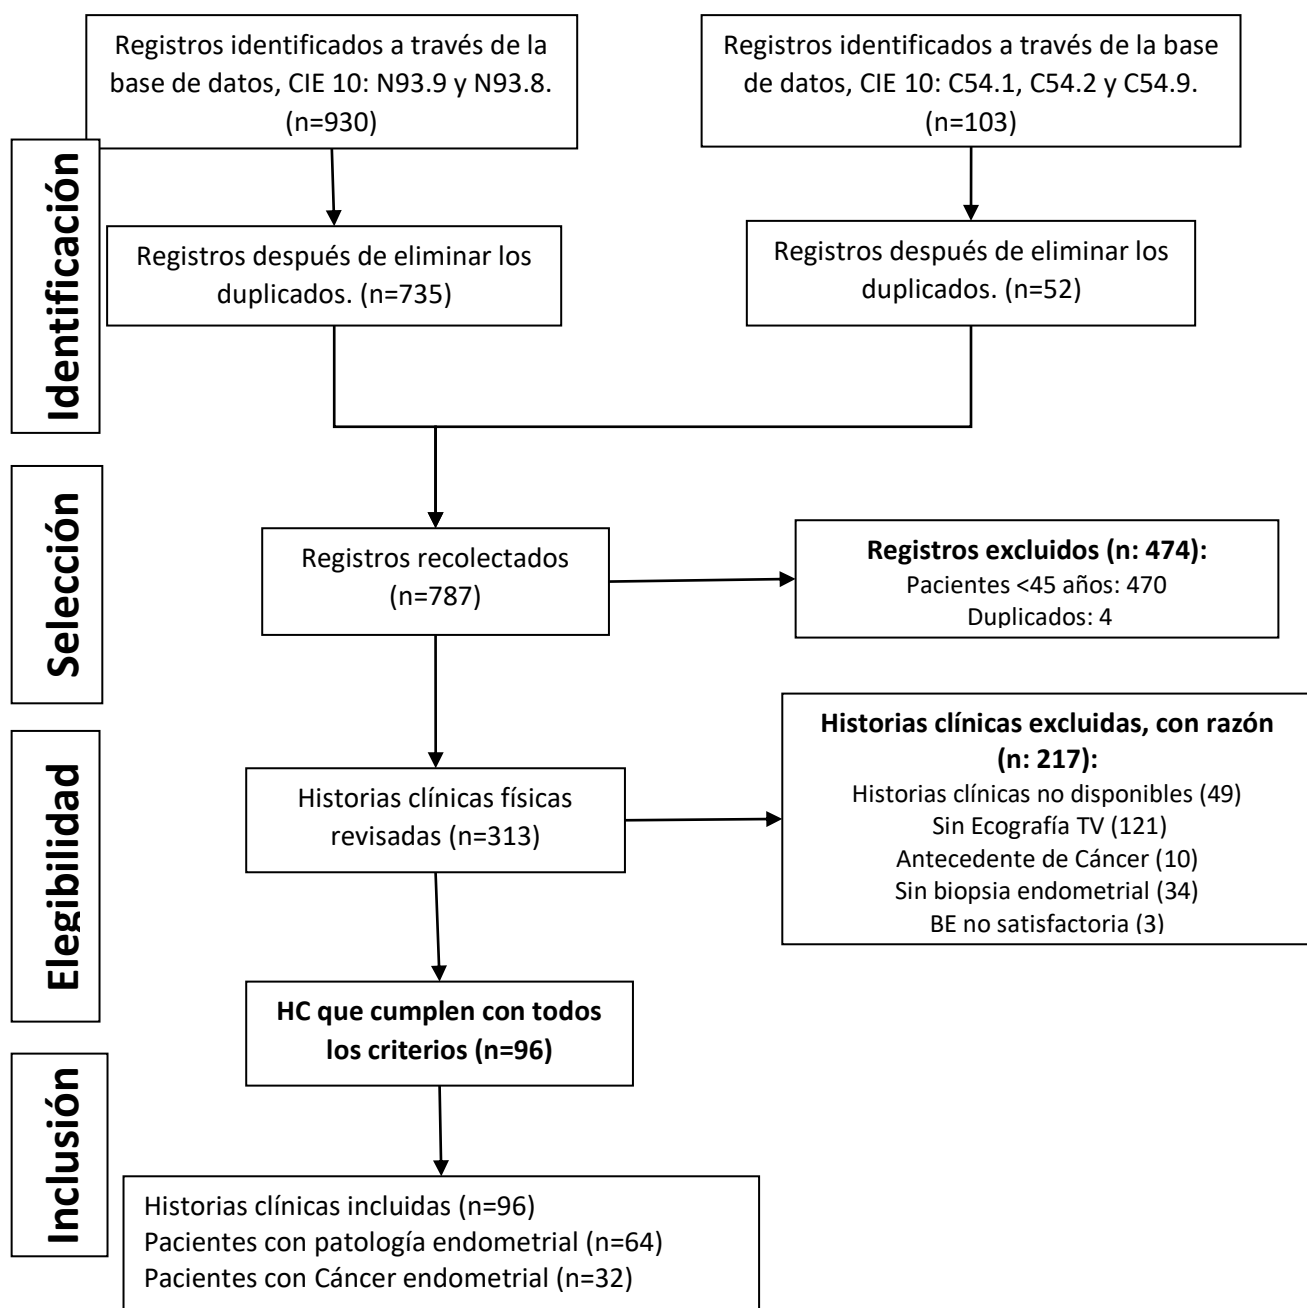 Registros identificados a través de la
base de datos, CIE 10: N93.9 y N93.8.
(n=930)
Registros identificados a través de la base
de datos, CIE 10: C54.1, C54.2 y C54.9.
(n=103)
Identificación
Registros después de eliminar los
duplicados. (n=735)
Registros después de eliminar los
duplicados. (n=52)
Selección
Registros recolectados
(n=787)
Registros excluidos (n: 474):
Pacientes <45 años: 470
Duplicados: 4
Elegibilidad
Historias clínicas físicas
revisadas (n=313)
Historias clínicas excluidas, con razón
(n: 217):
Historias clínicas no disponibles (49)
Sin Ecografía TV (121)
Antecedente de Cáncer (10)
Sin biopsia endometrial (34)
BE no satisfactoria (3)
HC que cumplen con todos
los criterios (n=96)
Inclusión
Historias clínicas incluidas (n=96)
Pacientes con patología endometrial (n=64)
Pacientes con Cáncer endometrial (n=32)